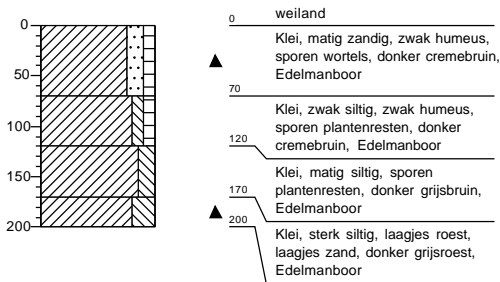 0
50
100
150
200
0 weiland
Klei, matig zandig, zwak humeus,
sporen wortels, donker cremebruin,
Edelmanboor
70
Klei, zwak siltig, zwak humeus,
sporen plantenresten, donker
cremebruin, Edelmanboor
120
Klei, matig siltig, sporen
plantenresten, donker grijsbruin,
Edelmanboor
170
Klei, sterk siltig, laagjes roest,
laagjes zand, donker grijsroest,
Edelmanboor
200